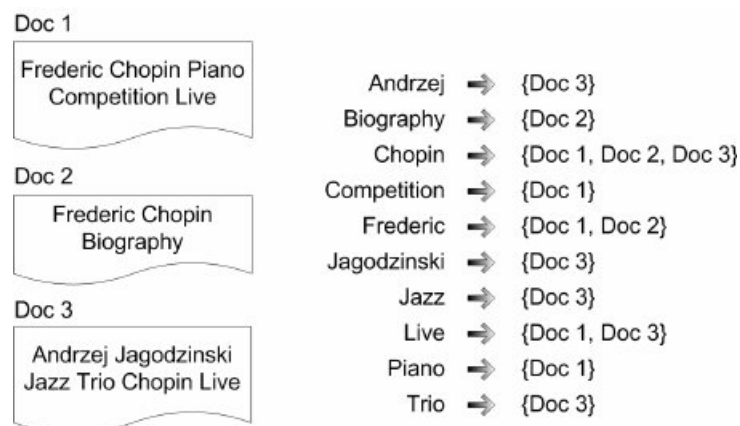 Doc 1
Frederic Chopin Piano
Competition Live
Doc 2
Frederic Chopin
Biography
Doc 3
Andrzej Jagodzinski
Jazz Trio Chopin Live
Andrzej {Doc 3}
Biography {Doc 2}
Chopin {Doc 1, Doc 2, Doc 3}
Competition {Doc 1}
Frederic {Doc 1, Doc 2}
Jagodzinski {Doc 3}
Jazz {Doc 3}
Live {Doc 1, Doc 3}
Piano {Doc 1}
Trio {Doc 3}